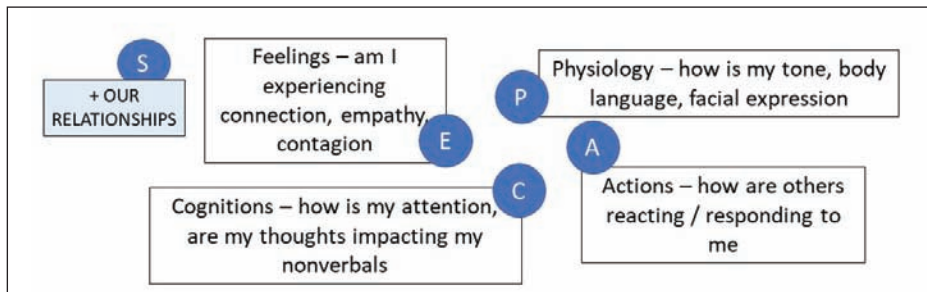 S
+ OUR
RELATIONSHIPS
Feelings – am I
experiencing
connection, empathy,
contagion
E
P
Physiology – how is my tone, body
language, facial expression
A
Actions – how are others
reacting / responding to
me
C
Cognitions – how is my attention,
are my thoughts impacting my
nonverbals